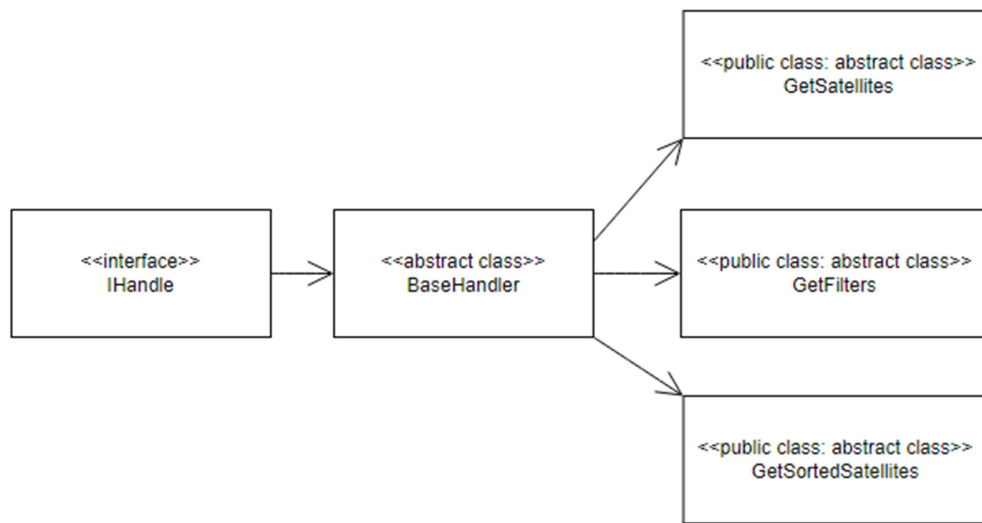 <<public class: abstract class>>
GetSatellites
<<interface>>
IHandle
<<abstract class>>
BaseHandler
<<public class: abstract class>>
GetFilters
<<public class: abstract class>>
GetSortedSatellites